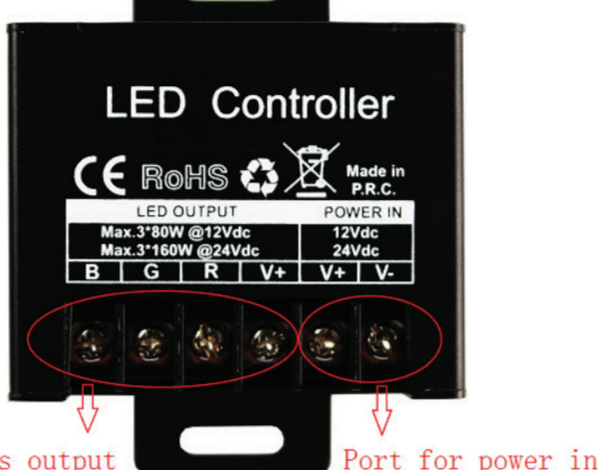 LED Controller
CE RoHS
Made in
P.R.C.
LED OUTPUT POWER IN
Max.3*80W @12Vdc 12Vdc
Max.3*160W @24Vdc 24Vdc
B G R V+ V+ V-
output
Port for power in